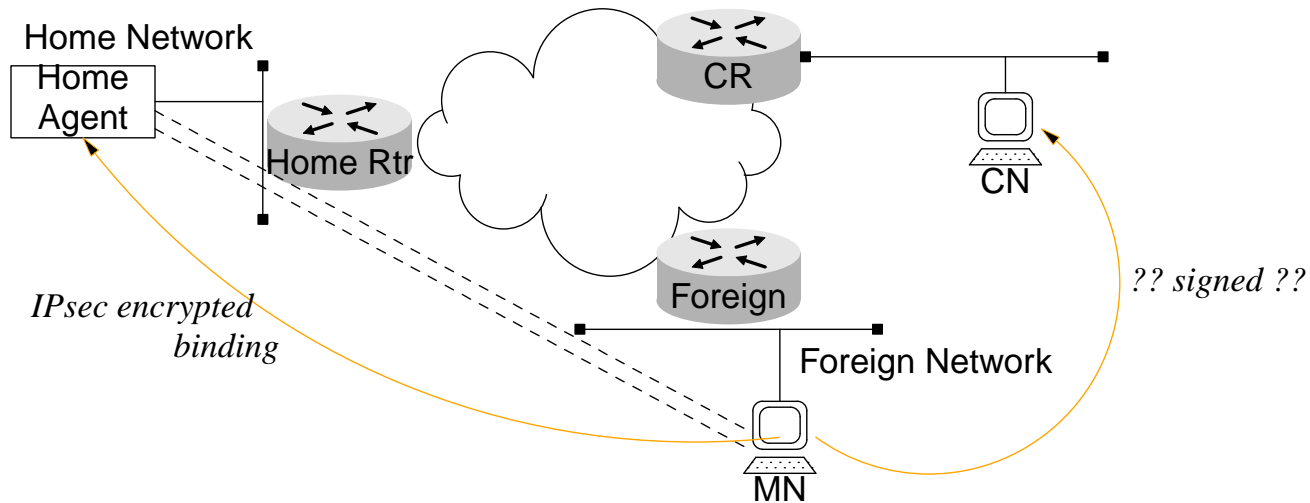 Home Network
Home
Agent
Home Rtr
CR
CN
Foreign
?? signed ??
IPsec encrypted
binding
Foreign Network
MN